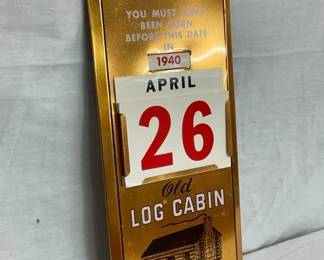 YOU MUST HAVE
BEEN BORN
BEFORE THIS DATE
IN
1940
APRIL
26
Old
LOG CABIN